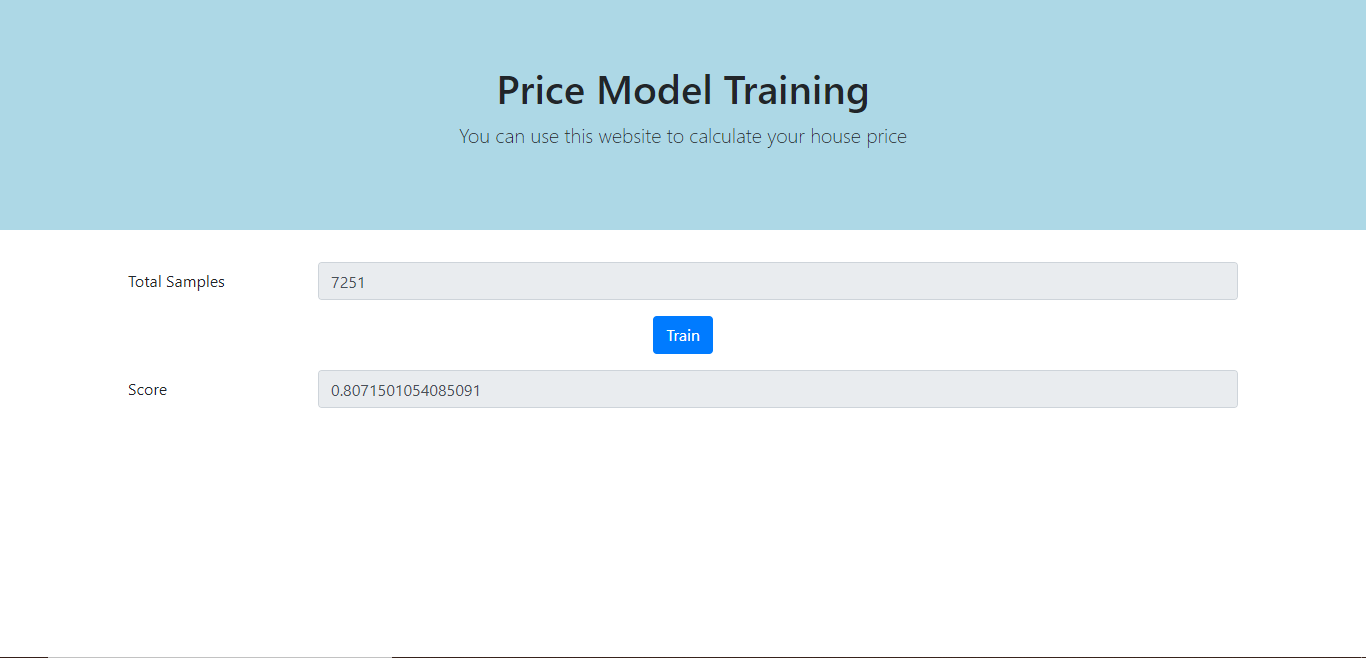 Price Model Training
You can use this website to calculate your house price
Total Samples
7251
Train
Score
0.8071501054085091